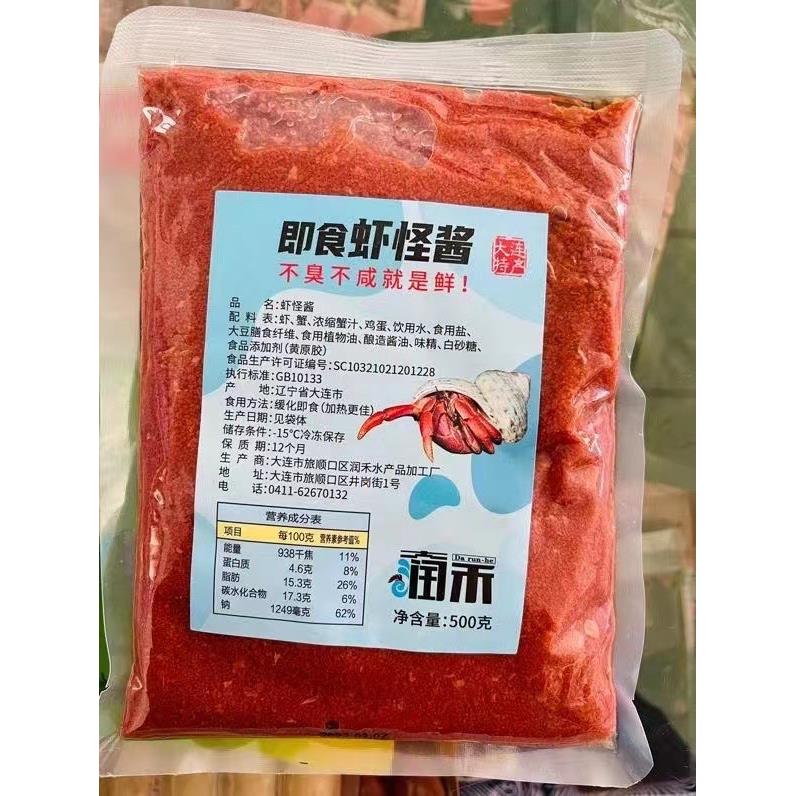 即食虾怪酱
大连
特产
不臭不咸就是鲜！
品 名：虾怪酱
配 料 表：虾、蟹、浓缩蟹汁、鸡蛋、饮用水、食用盐、
大豆膳食纤维、食用植物油、酿造酱油、味精、白砂糖、
食品添加剂(黄原胶)
食品生产许可证编号：SC10321021201228
执行标准：GB10133
产 地：辽宁省大连市
食用方法：缓化即食(加热更佳)
生产日期：见袋体
储存条件：-15℃冷冻保存
保 质 期：12个月
生 产 商：大连市旅顺口区润禾水产品加工厂
地 址：大连市旅顺口区井岗街1号
电 话：0411-62670132
营养成分表
项目 每100克 营养素参考值%
能量 938千焦 11%
蛋白质 4.6克 8%
脂肪 15.3克 26%
碳水化合物 17.3克 6%
钠 1249毫克 62%
Da run-he
润禾
净含量：500克